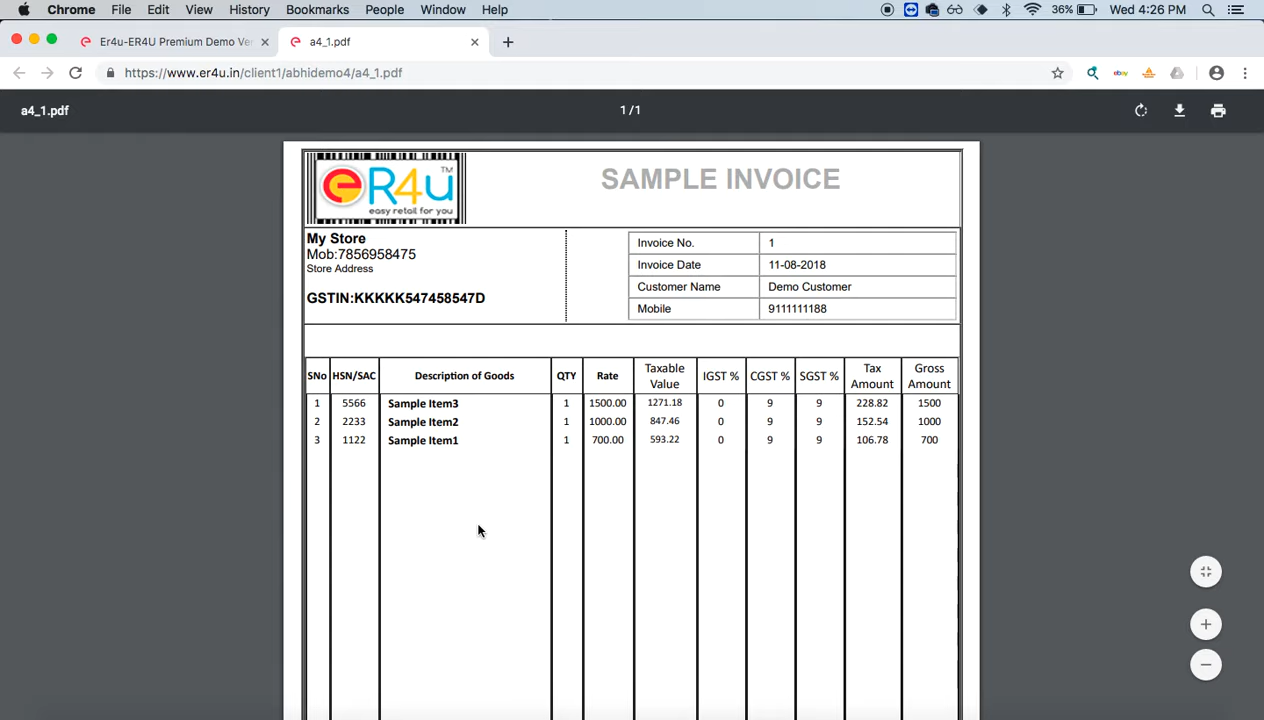 Chrome File Edit View History Bookmarks People Window Help 36% Wed 4:26 PM
Er4u-ER4U Premium Demo Ve a4_1.pdf
https://www.er4u.in/client1/abhidemo4/a4_1.pdf ebay
a4_1.pdf 1 / 1
eR4u TM
easy retail for you
SAMPLE INVOICE
My Store
Mob:7856958475
Store Address
GSTIN:KKKKK547458547D
Invoice No. 1
Invoice Date 11-08-2018
Customer Name Demo Customer
Mobile 9111111188
SNo HSN/SAC Description of Goods QTY Rate Taxable Value IGST % CGST % SGST % Tax Amount Gross Amount
1 5566 Sample Item3 1 1500.00 1271.18 0 9 9 228.82 1500
2 2233 Sample Item2 1 1000.00 847.46 0 9 9 152.54 1000
3 1122 Sample Item1 1 700.00 593.22 0 9 9 106.78 700